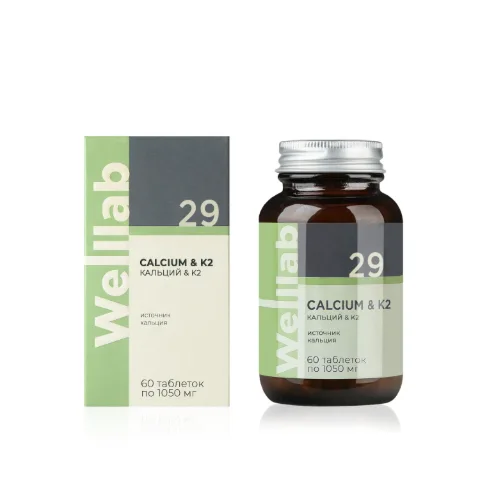 Welllab
29
CALCIUM & K2
КАЛЬЦИЙ & K2
источник
кальция
60 таблеток
по 1050 мг
Welllab
29
CALCIUM & K2
КАЛЬЦИЙ & K2
источник
кальция
60 таблеток
по 1050 мг